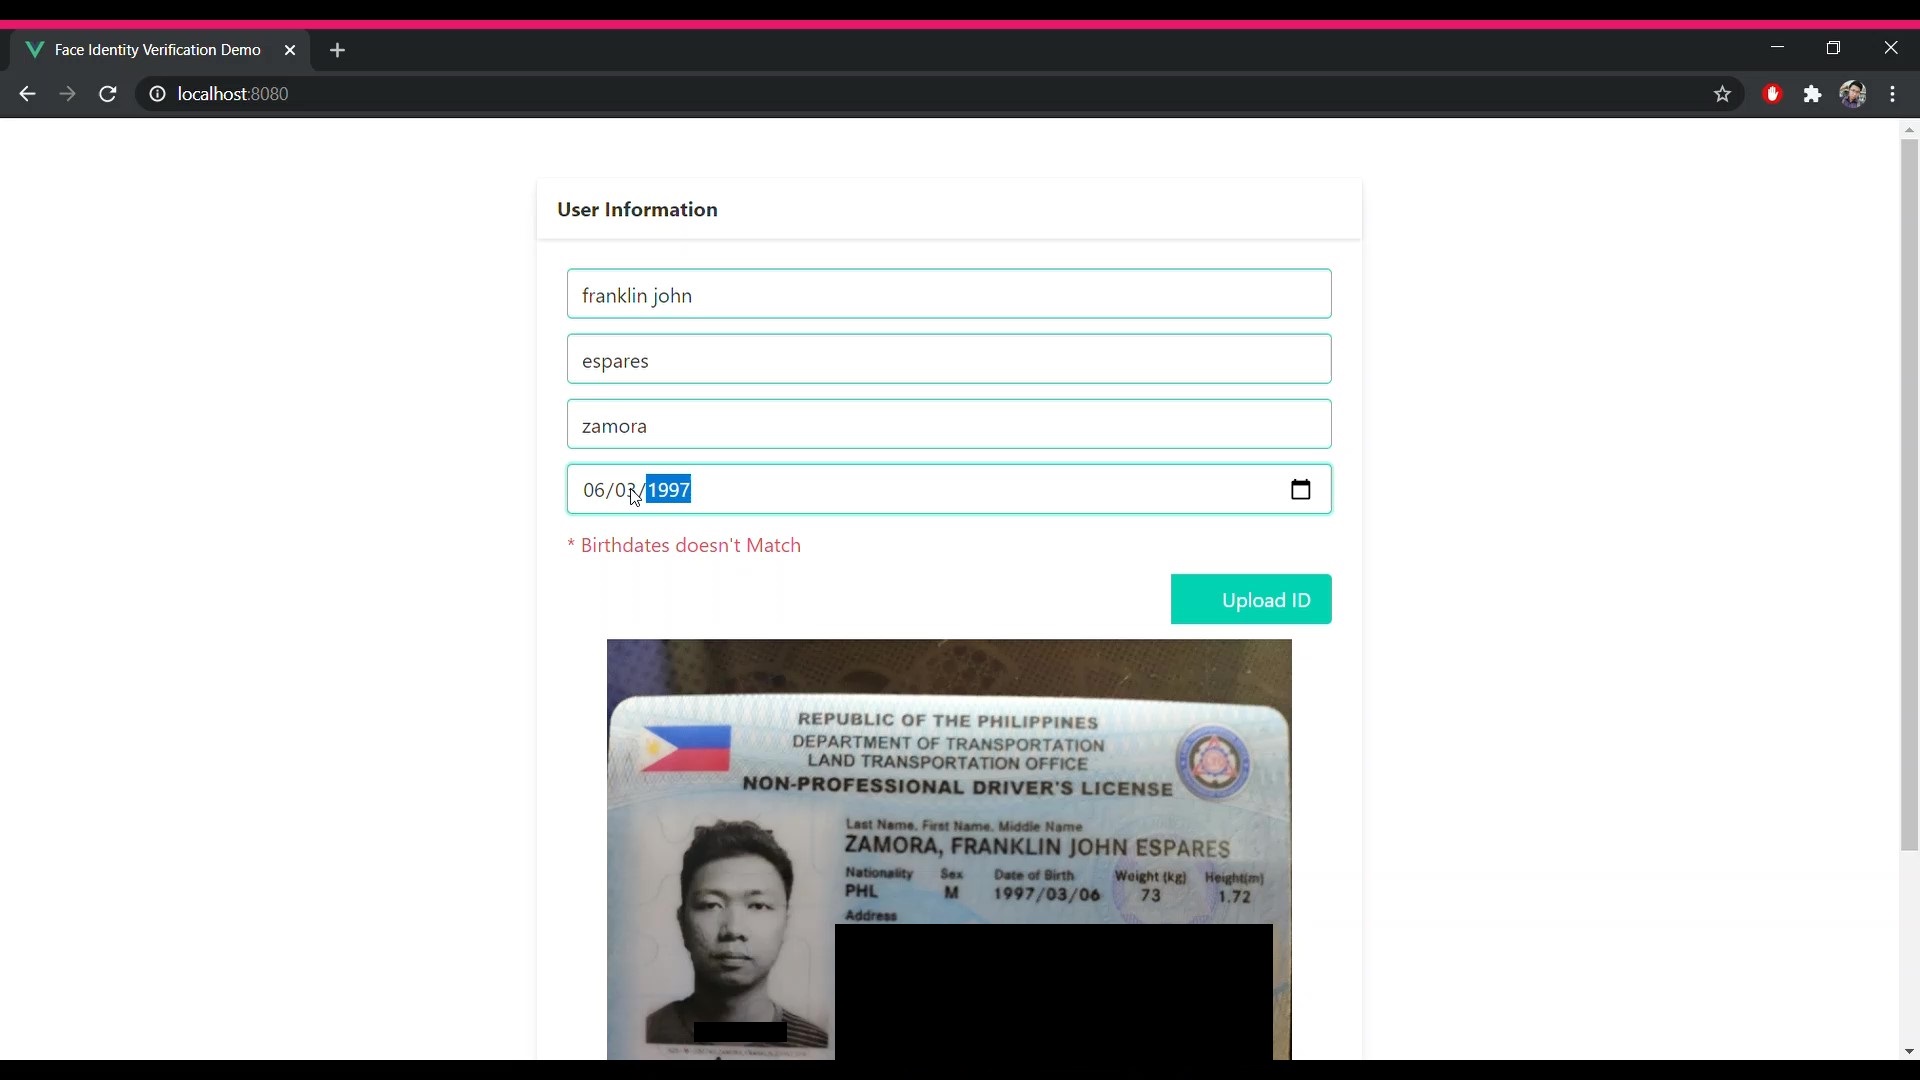 Face Identity Verification Demo
localhost:8080
User Information
franklin john
espares
zamora
06/03/1997
* Birthdates doesn't Match
Upload ID
REPUBLIC OF THE PHILIPPINES
DEPARTMENT OF TRANSPORTATION
LAND TRANSPORTATION OFFICE
NON-PROFESSIONAL DRIVER'S LICENSE
Last Name, First Name, Middle Name
ZAMORA, FRANKLIN JOHN ESPARES
Nationality Sex Date of Birth Weight (kg) Height(m)
PHL M 1997/03/06 73 1.72
Address